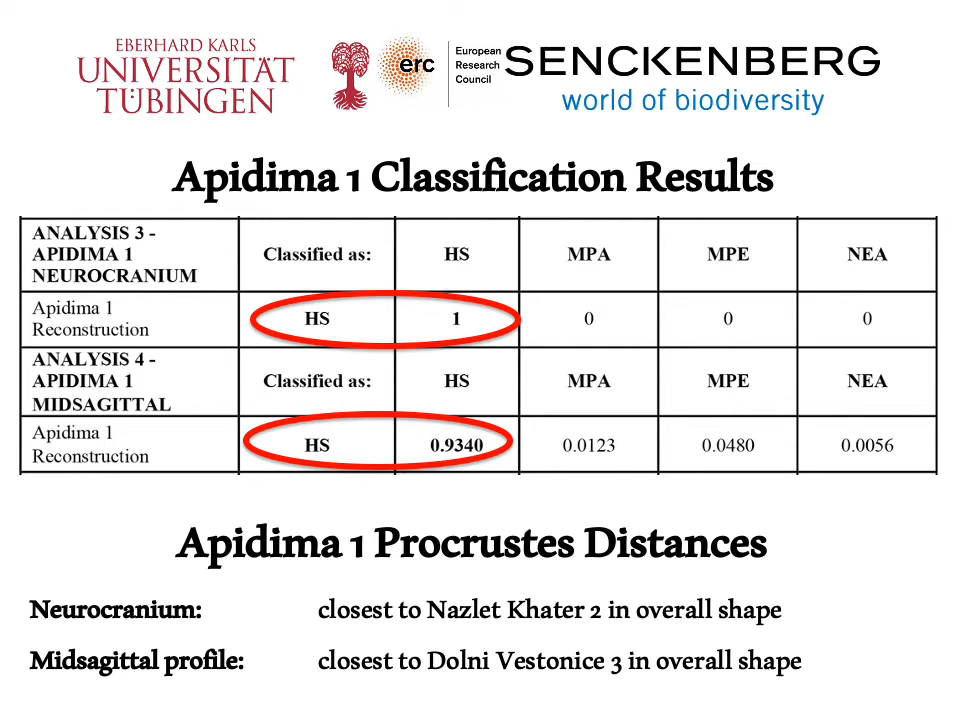 EBERHARD KARLS
UNIVERSITÄT
TÜBINGEN
erc
European
Research
Council
SENCKENBERG
world of biodiversity
Apidima 1 Classification Results
ANALYSIS 3 -
APIDIMA 1
NEUROCRANIUM
Classified as:
HS
MPA
MPE
NEA
Apidima 1
Reconstruction
HS
1
0
0
0
ANALYSIS 4 -
APIDIMA 1
MIDSAGITTAL
Classified as:
HS
MPA
MPE
NEA
Apidima 1
Reconstruction
HS
0.9340
0.0123
0.0480
0.0056
Apidima 1 Procrustes Distances
Neurocranium: closest to Nazlet Khater 2 in overall shape
Midsagittal profile: closest to Dolni Vestonice 3 in overall shape